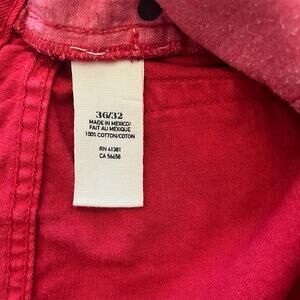 36/32
MADE IN MEXICO/
FAIT AU MEXIQUE
100% COTTON/COTON
RN 41381
CA 56658